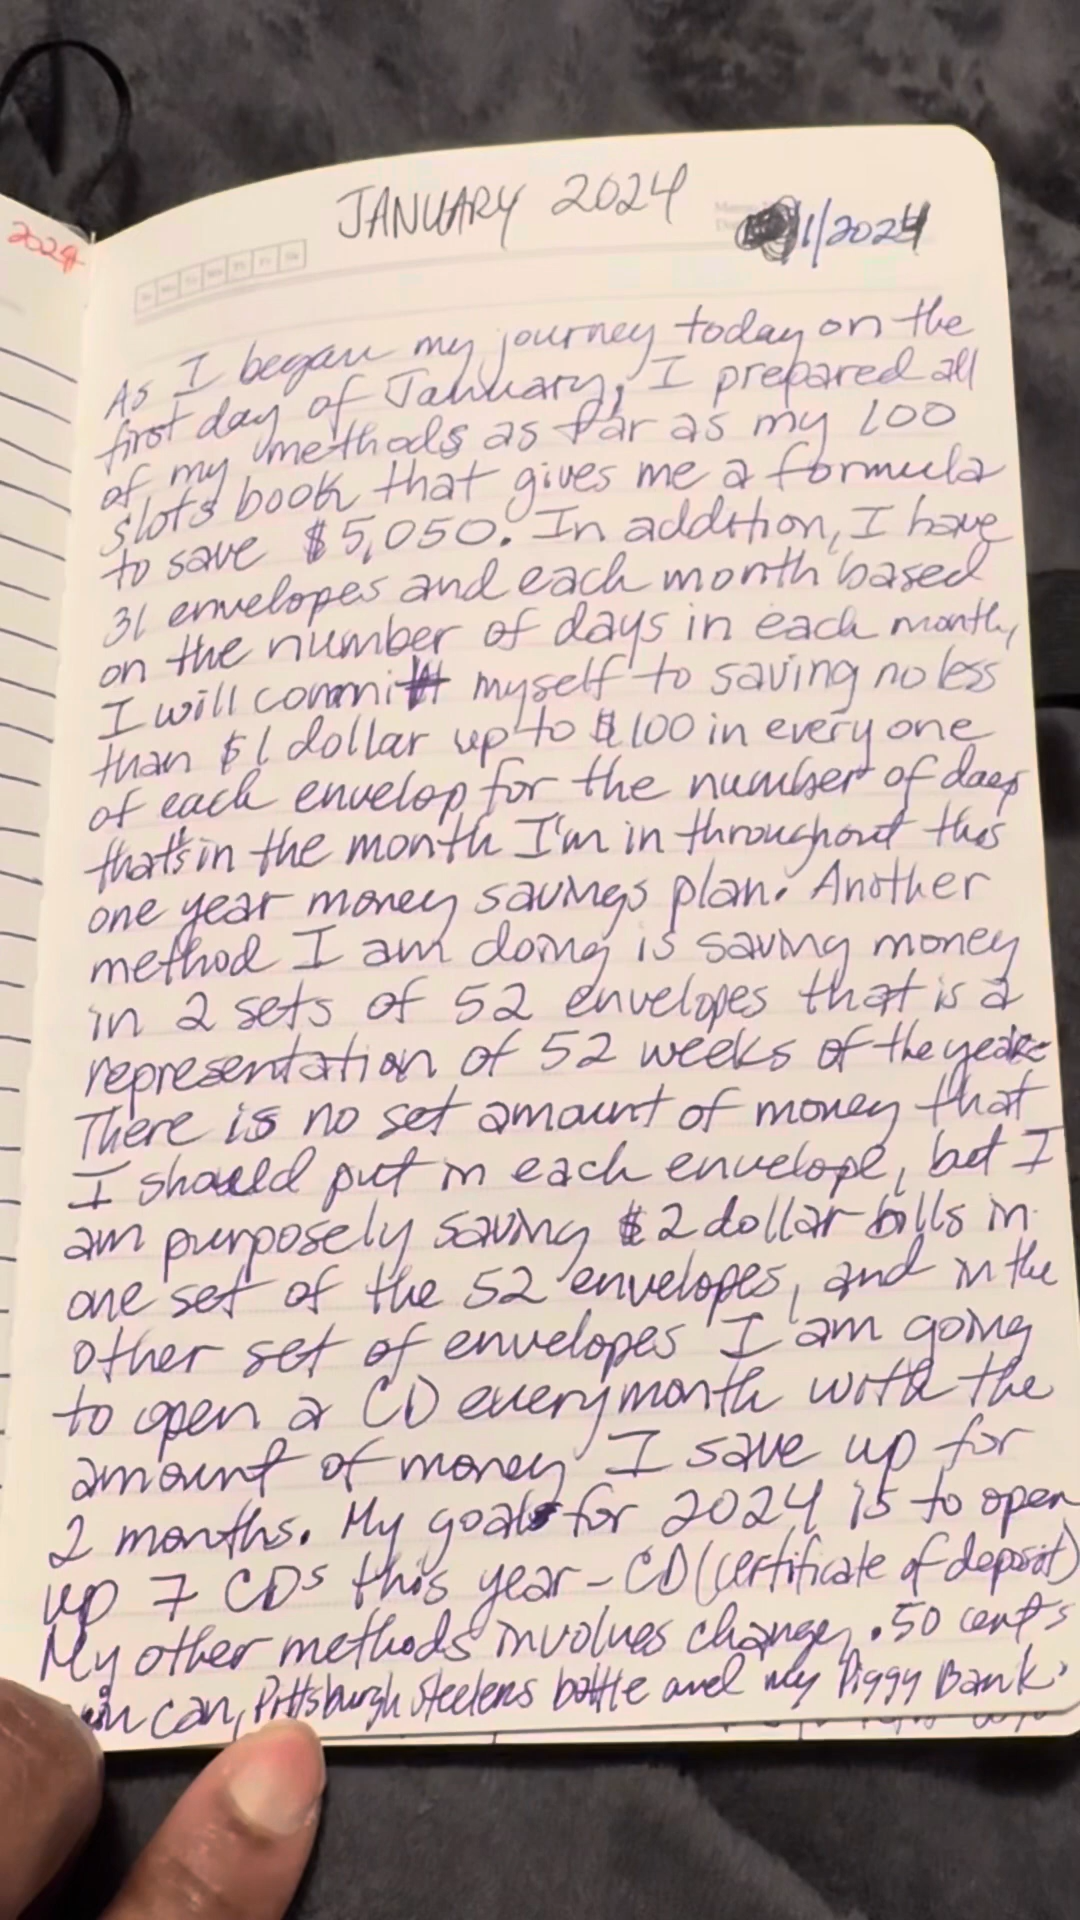 2024
JANUARY 2024
1/2024
As I began my journey today on the
first day of January, I prepared all
of my methods as far as my 100
slots book that gives me a formula
to save $5,050. In addition, I have
31 envelopes and each month based
on the number of days in each month,
I will commit myself to saving no less
than $1 dollar up to $100 in every one
of each envelop for the number of days
that's in the month I'm in throughout this
one year money savings plan. Another
method I am doing is saving money
in 2 sets of 52 envelopes that is a
representation of 52 weeks of the year.
There is no set amount of money that
I should put in each envelope, but I
am purposely saving $2 dollar bills in
one set of the 52 envelopes, and in the
other set of envelopes I am going
to open a CD every month with the
amount of money I save up for
2 months. My goal for 2024 is to open
up 7 CDs this year - CD (certificate of deposit)
My other methods involves change, .50 cents
in can, Pittsburgh Steelers bottle and my Piggy Bank.